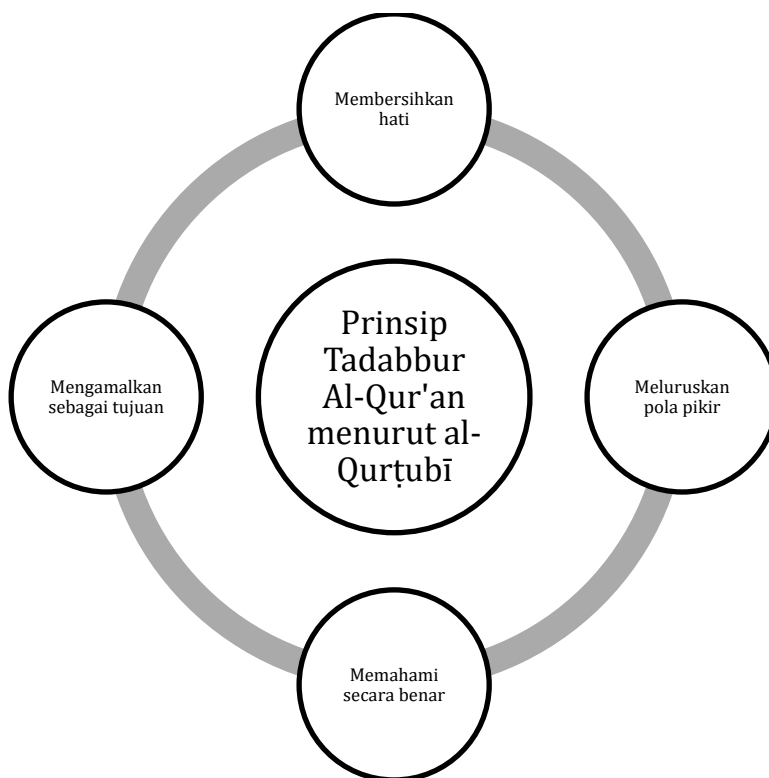 Membersihkan
hati
Prinsip
Tadabbur
Al-Qur'an
menurut al-
Qurṭubī
Meluruskan
pola pikir
Memahami
secara benar
Mengamalkan
sebagai tujuan